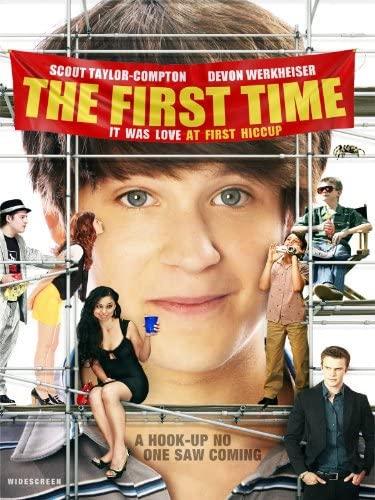 SCOUT TAYLOR-COMPTON DEVON WERKHEISER
THE FIRST TIME
IT WAS LOVE AT FIRST HICCUP
A HOOK-UP NO
ONE SAW COMING
WIDESCREEN